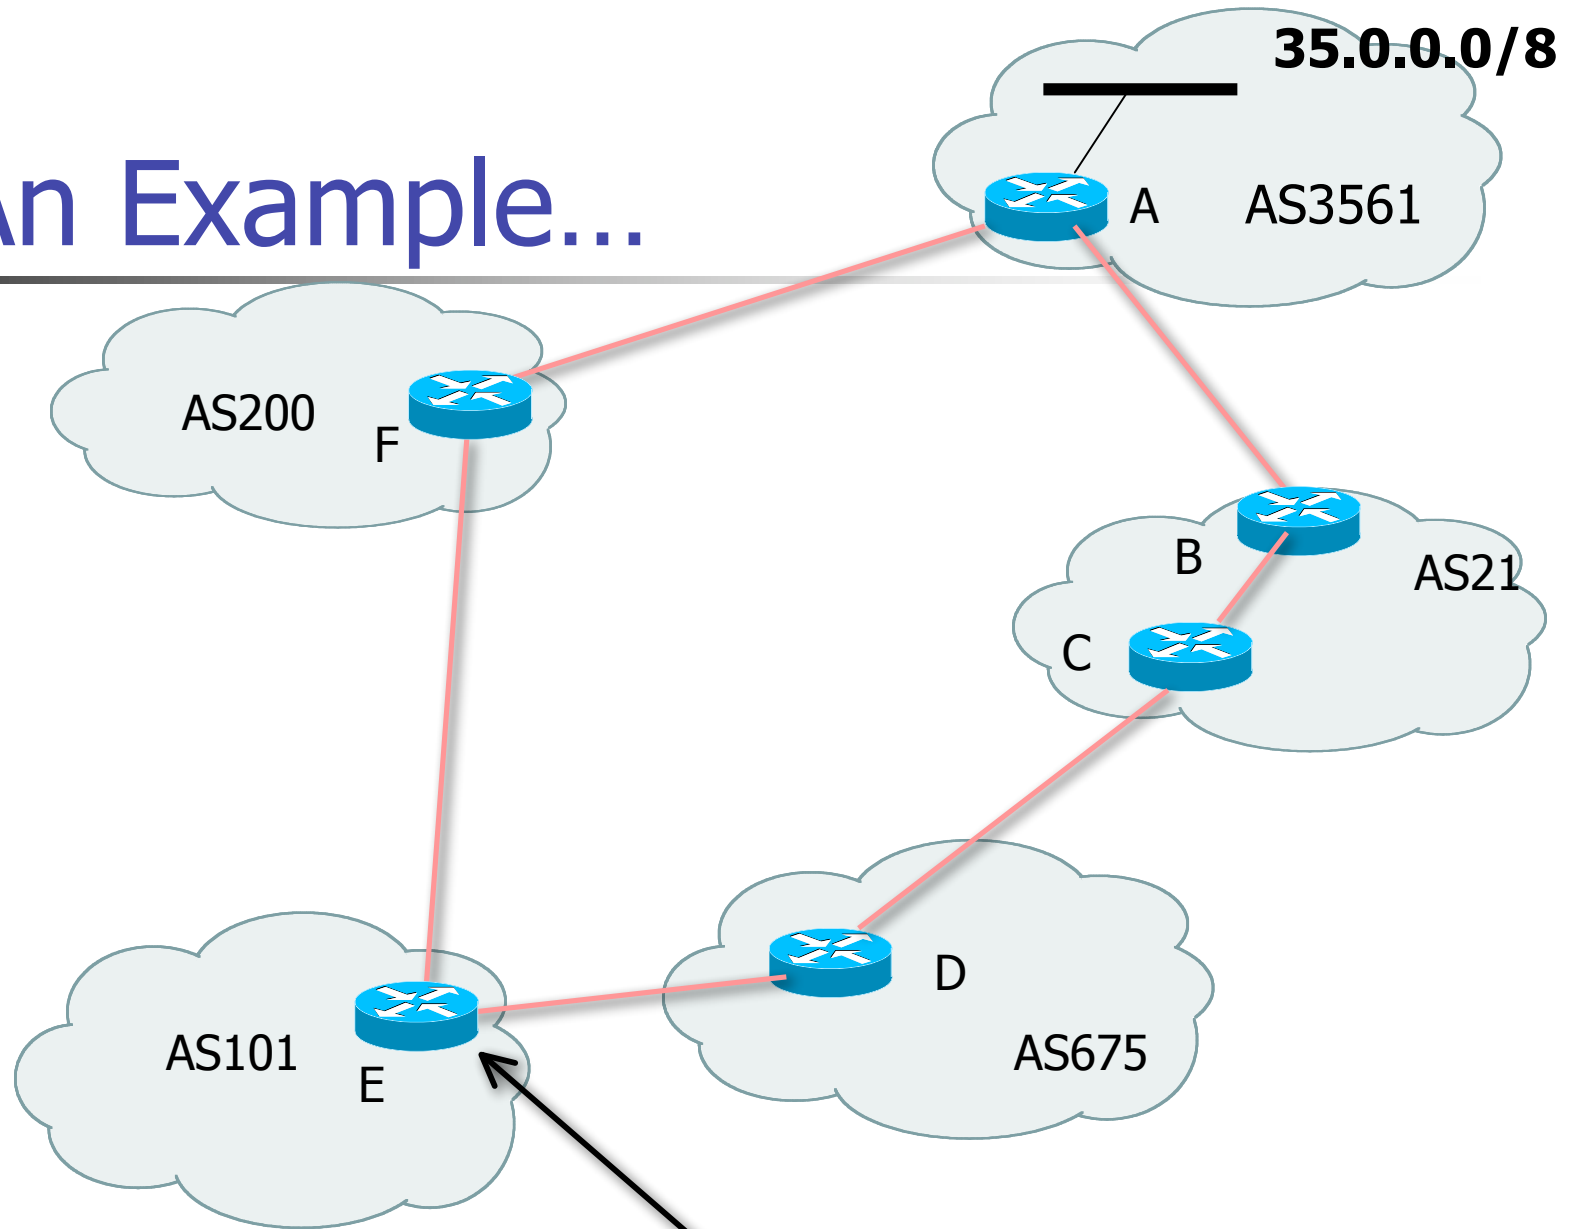 35.0.0.0/8
An Example…
A
AS3561
AS200
F
B
AS21
C
D
AS101
AS675
E